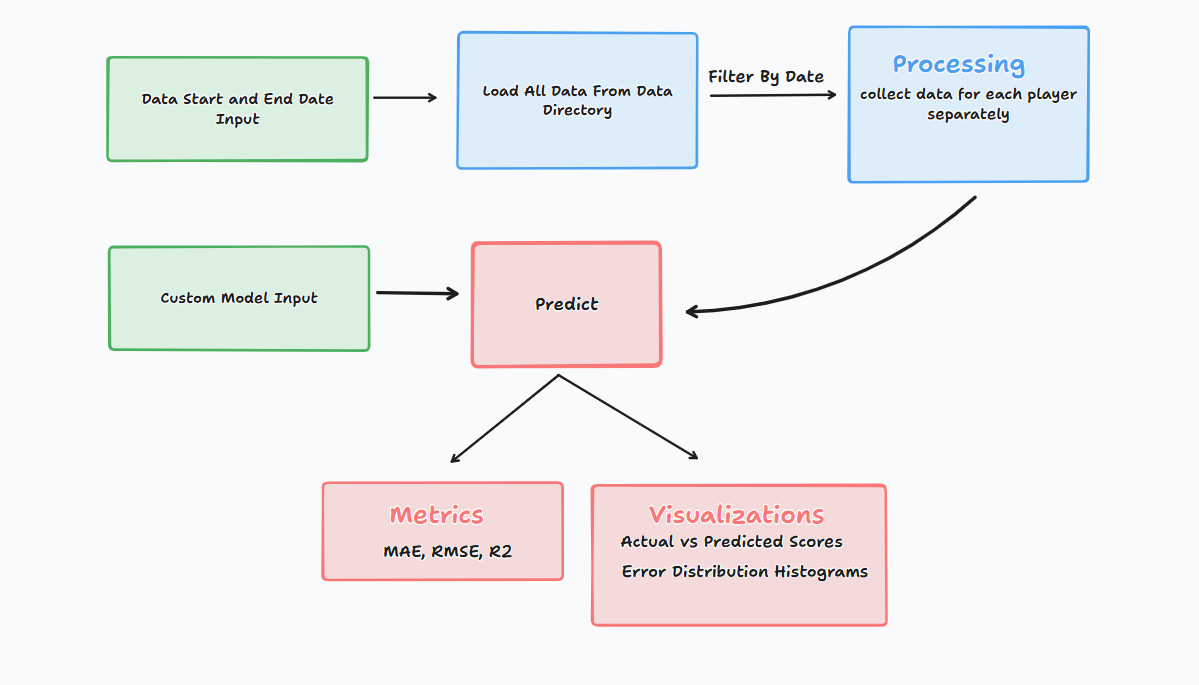 Data Start and End Date
Input
Load All Data From Data
Directory
Filter By Date
Processing
collect data for each player
separately
Custom Model Input
Predict
Metrics
MAE, RMSE, R2
Visualizations
Actual vs Predicted Scores
Error Distribution Histograms